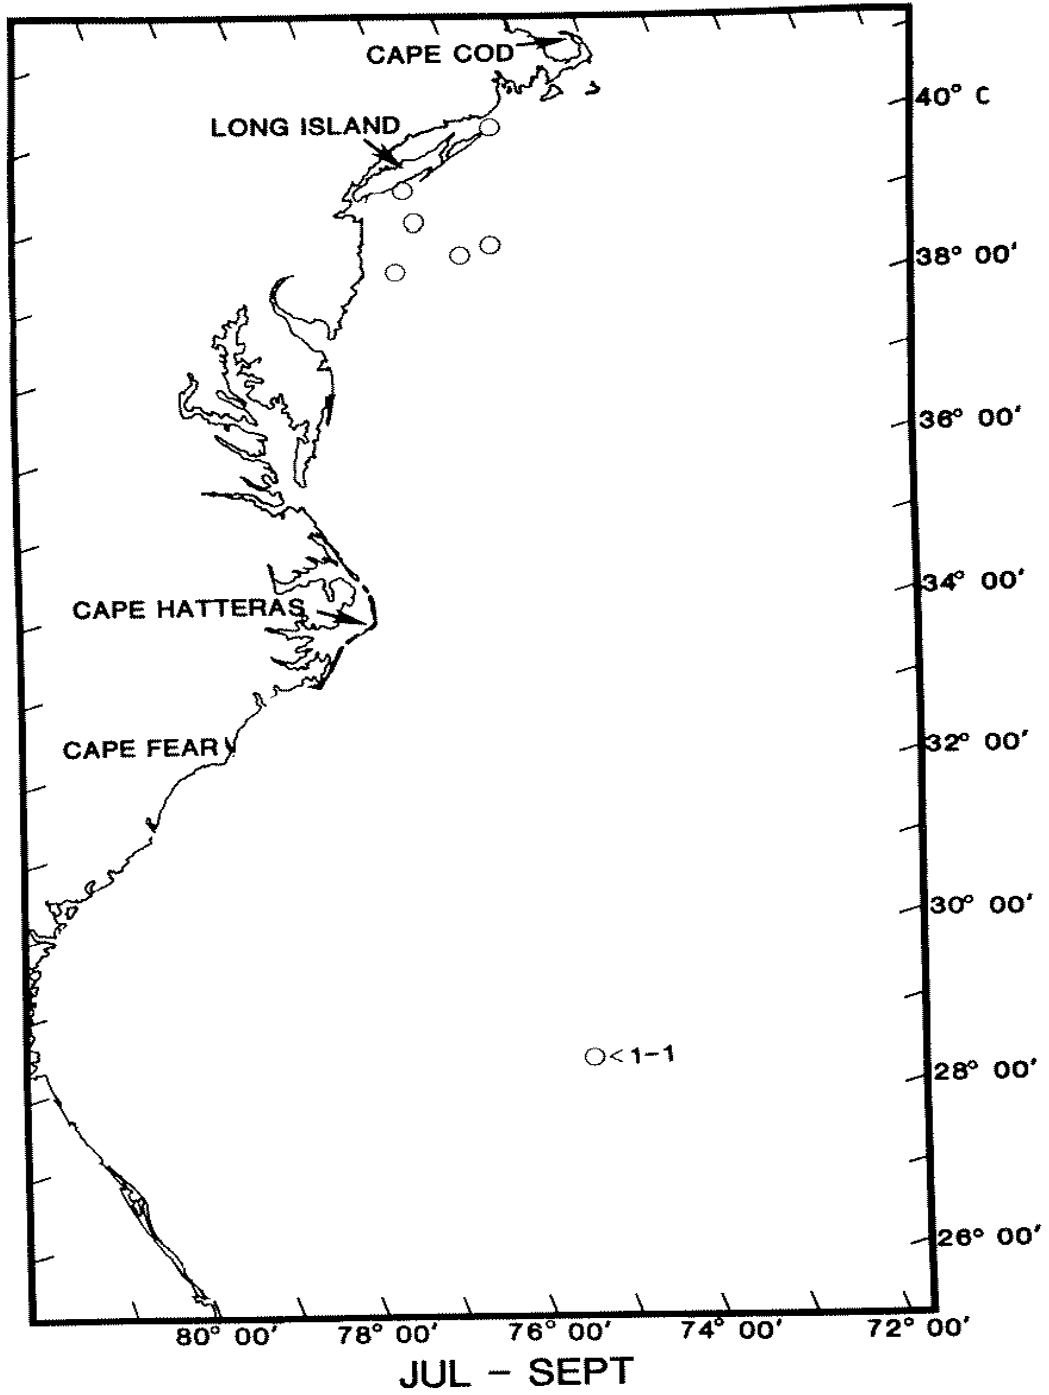 CAPE COD
40° C
LONG ISLAND
38° 00′
36° 00′
34° 00′
CAPE HATTERAS
CAPE FEAR
32° 00′
30° 00′
<1-1
28° 00′
26° 00′
80° 00′ 78° 00′ 76° 00′ 74° 00′ 72° 00′
JUL – SEPT